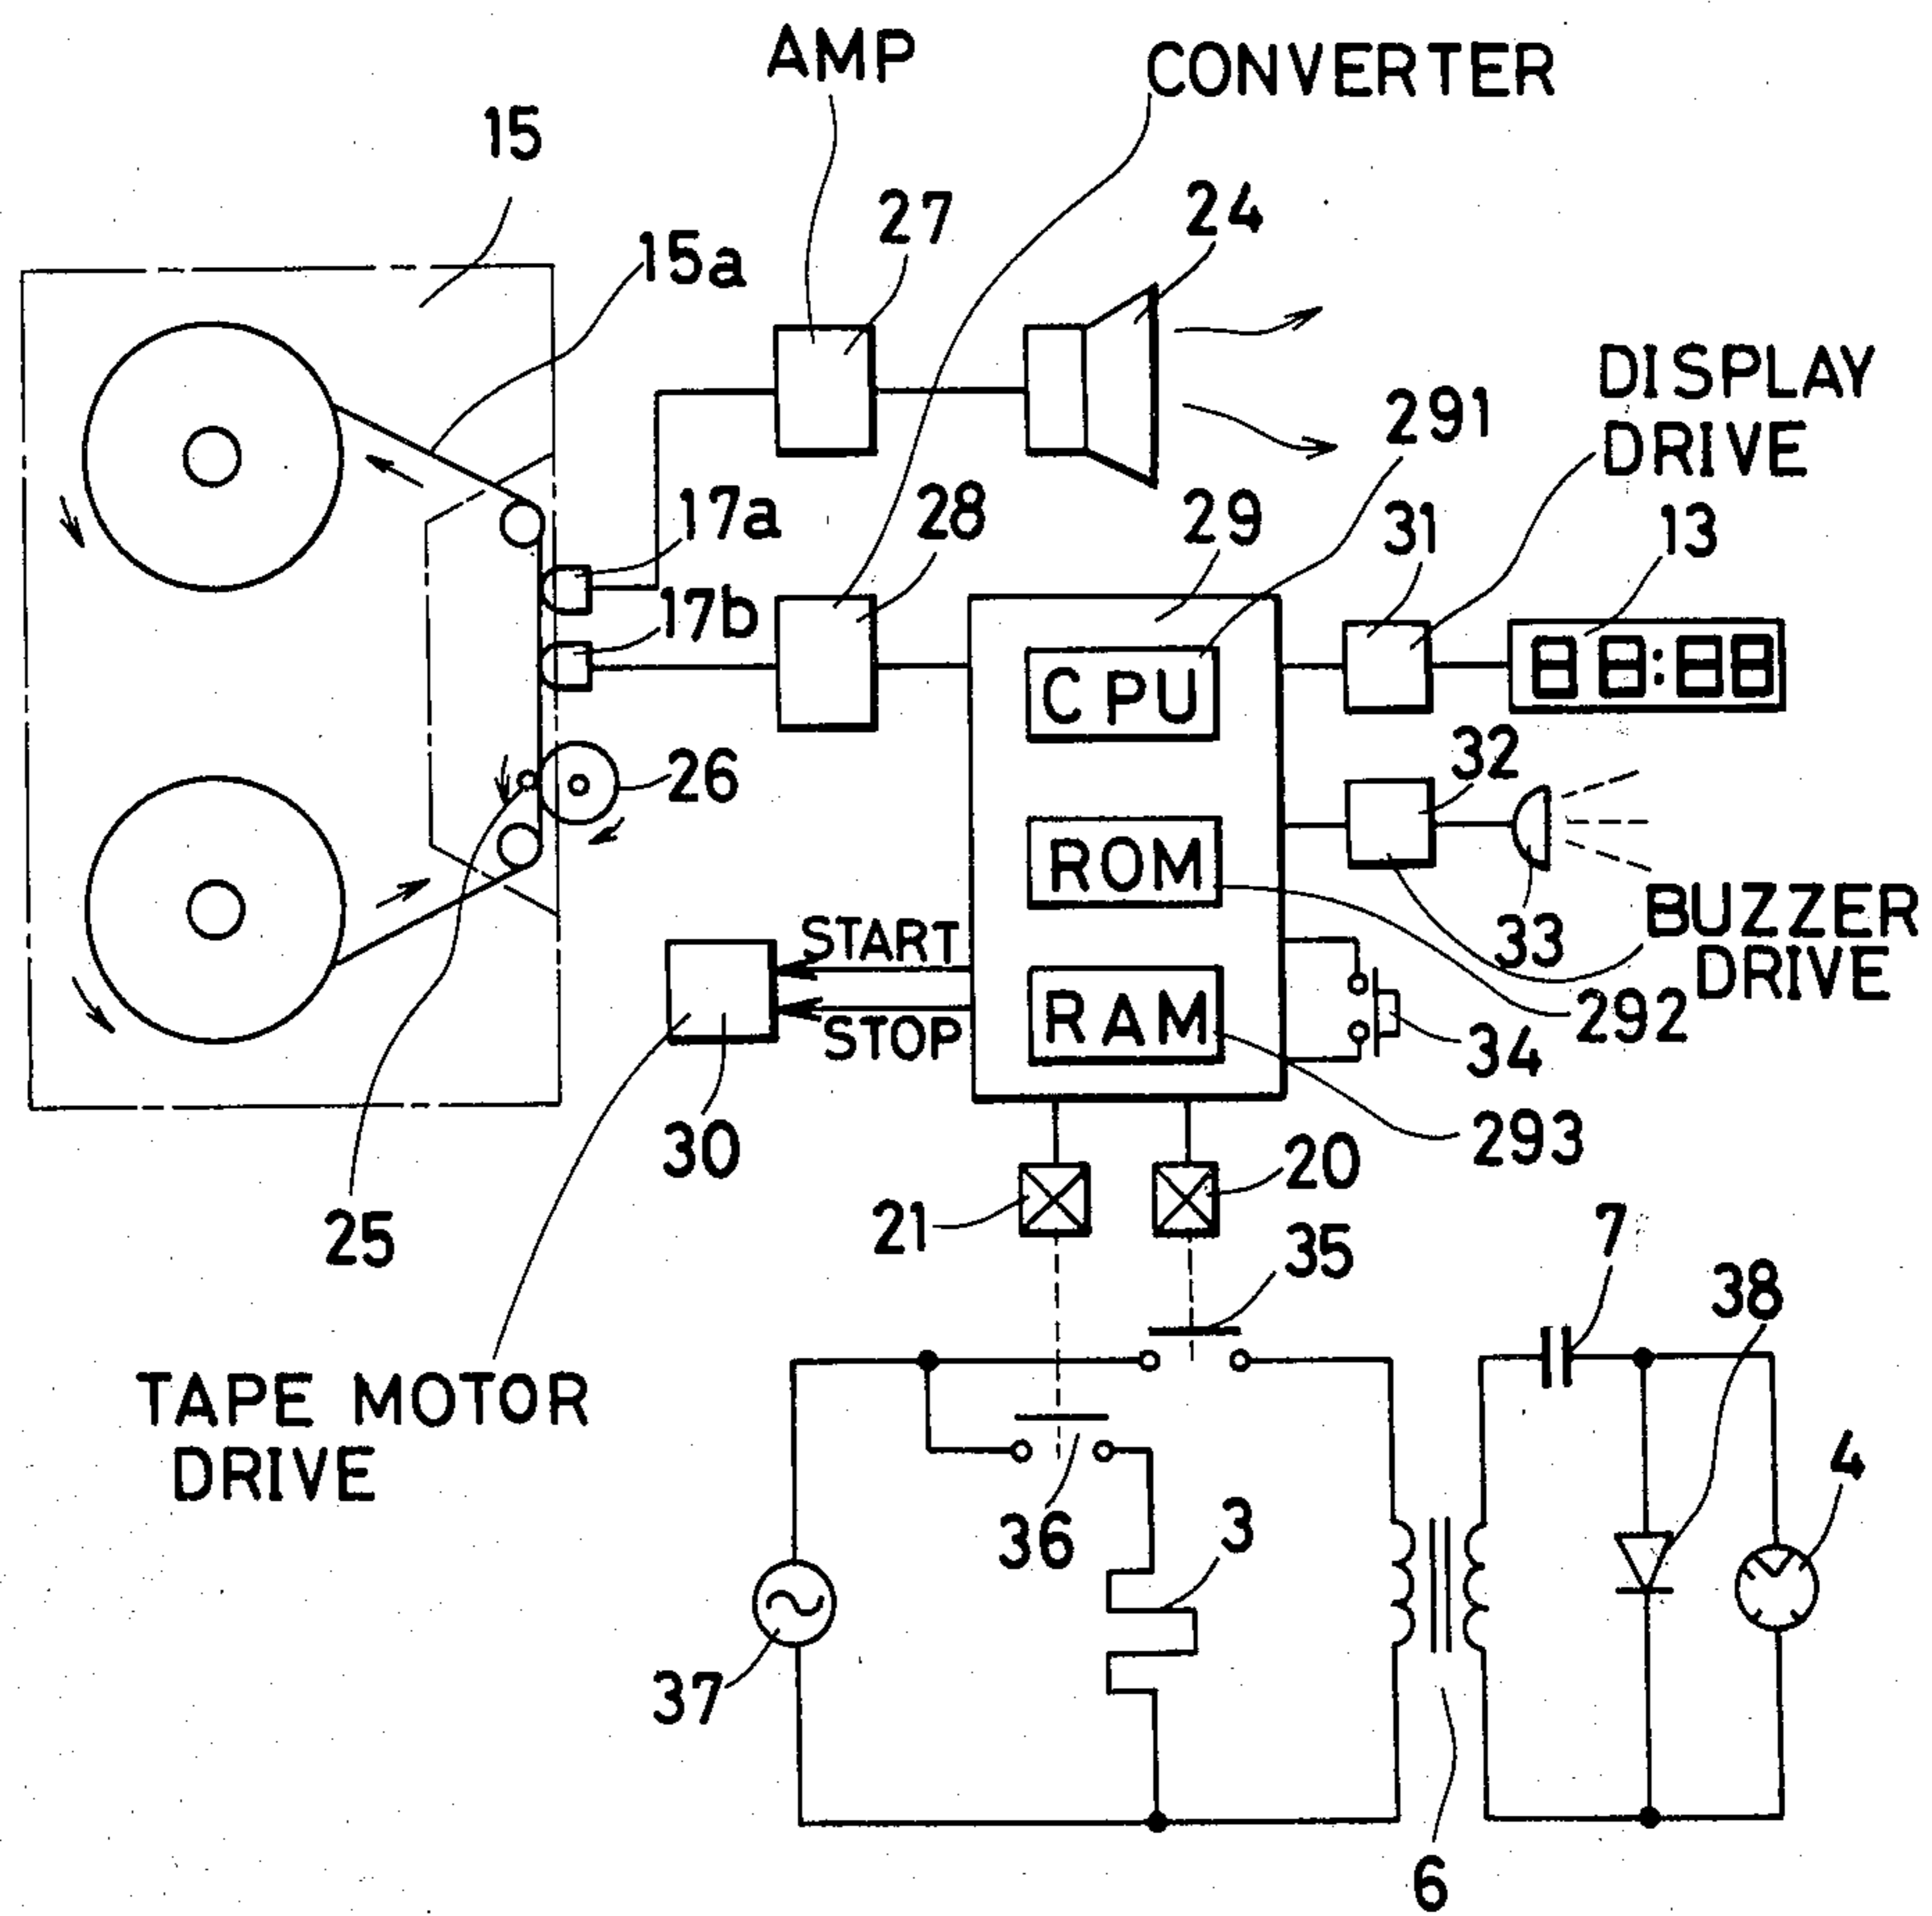 AMP
CONVERTER
15
27
24
15a
DISPLAY
DRIVE
291
17a
28
29
31
13
17b
CPU
88:88
26
32
ROM
33
BUZZER
DRIVE
START
STOP
RAM
292
34
30
293
25
21
20
35
7
38
TAPE MOTOR
DRIVE
36
3
4
37
6